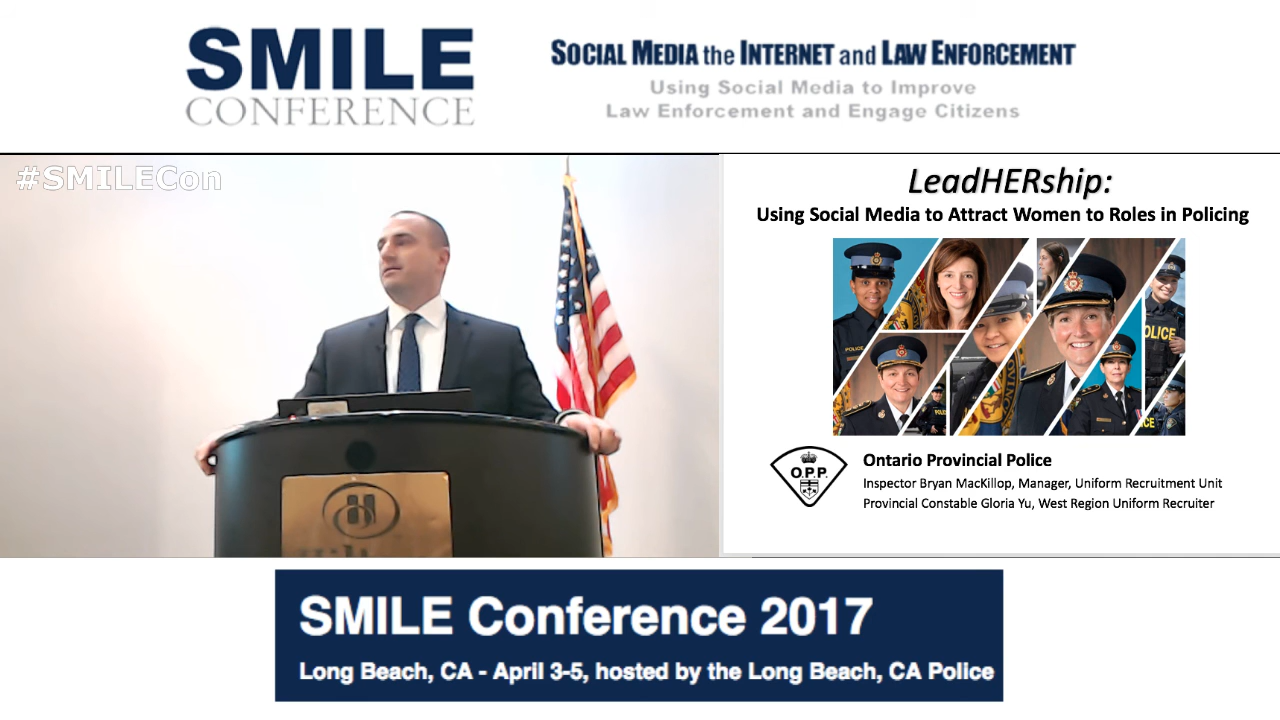 SMILE
CONFERENCE
SOCIAL MEDIA the INTERNET and LAW ENFORCEMENT
Using Social Media to Improve
Law Enforcement and Engage Citizens
#SMILECon
Hilton
LeadHERship:
Using Social Media to Attract Women to Roles in Policing
POLICE
POLICE
O.P.P.
Ontario Provincial Police
Inspector Bryan MacKillop, Manager, Uniform Recruitment Unit
Provincial Constable Gloria Yu, West Region Uniform Recruiter
SMILE Conference 2017
Long Beach, CA - April 3-5, hosted by the Long Beach, CA Police